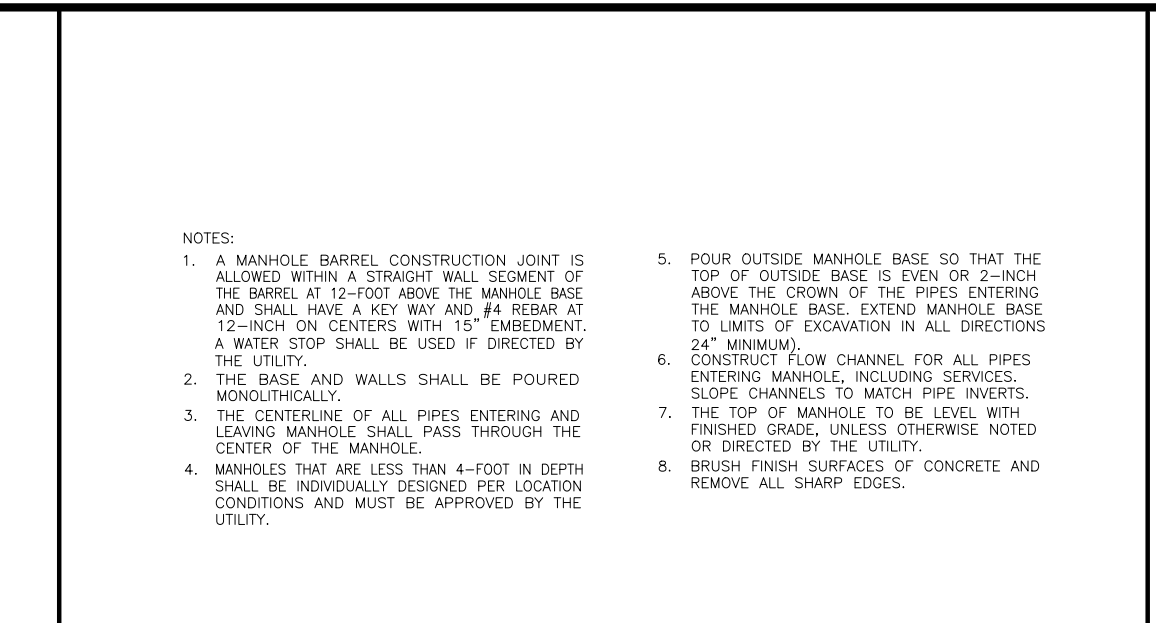 NOTES:
1. A MANHOLE BARREL CONSTRUCTION JOINT IS
ALLOWED WITHIN A STRAIGHT WALL SEGMENT OF
THE BARREL AT 12-FOOT ABOVE THE MANHOLE BASE
AND SHALL HAVE A KEY WAY AND #4 REBAR AT
12-INCH ON CENTERS WITH 15" EMBEDMENT.
A WATER STOP SHALL BE USED IF DIRECTED BY
THE UTILITY.
2. THE BASE AND WALLS SHALL BE POURED
MONOLITHICALLY.
3. THE CENTERLINE OF ALL PIPES ENTERING AND
LEAVING MANHOLE SHALL PASS THROUGH THE
CENTER OF THE MANHOLE.
4. MANHOLES THAT ARE LESS THAN 4-FOOT IN DEPTH
SHALL BE INDIVIDUALLY DESIGNED PER LOCATION
CONDITIONS AND MUST BE APPROVED BY THE
UTILITY.
5. POUR OUTSIDE MANHOLE BASE SO THAT THE
TOP OF OUTSIDE BASE IS EVEN OR 2-INCH
ABOVE THE CROWN OF THE PIPES ENTERING
THE MANHOLE BASE. EXTEND MANHOLE BASE
TO LIMITS OF EXCAVATION IN ALL DIRECTIONS
24" MINIMUM).
6. CONSTRUCT FLOW CHANNEL FOR ALL PIPES
ENTERING MANHOLE, INCLUDING SERVICES.
SLOPE CHANNELS TO MATCH PIPE INVERTS.
7. THE TOP OF MANHOLE TO BE LEVEL WITH
FINISHED GRADE, UNLESS OTHERWISE NOTED
OR DIRECTED BY THE UTILITY.
8. BRUSH FINISH SURFACES OF CONCRETE AND
REMOVE ALL SHARP EDGES.